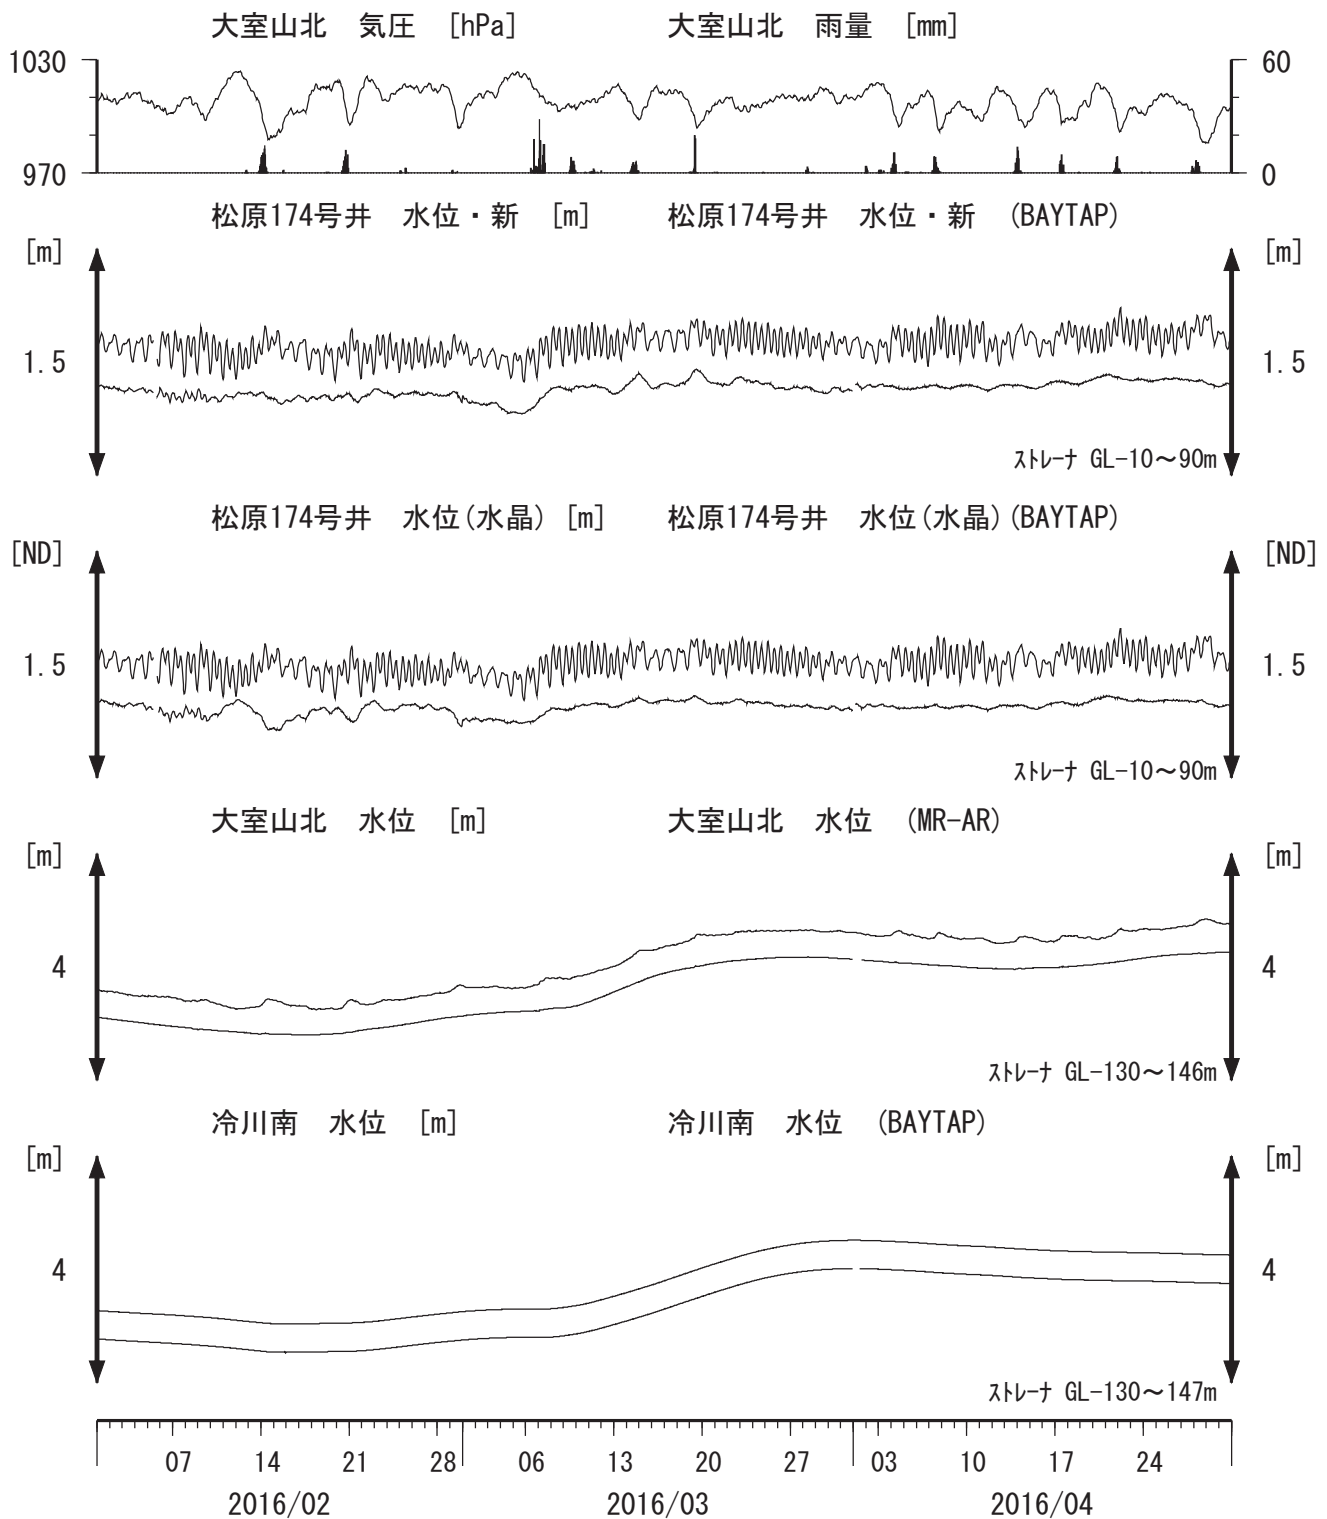 大室山北　気圧　[hPa]　大室山北　雨量　[mm]
1030 60
970 0
松原174号井　水位・新　[m]　松原174号井　水位・新　(BAYTAP)
[m] [m]
1.5 1.5
ｽﾄﾚｰﾅ GL-10～90m
松原174号井　水位(水晶) [m]　松原174号井　水位(水晶)(BAYTAP)
[ND] [ND]
1.5 1.5
ｽﾄﾚｰﾅ GL-10～90m
大室山北　水位　[m]　大室山北　水位　(MR-AR)
[m] [m]
4 4
ｽﾄﾚｰﾅ GL-130～146m
冷川南　水位　[m]　冷川南　水位　(BAYTAP)
[m] [m]
4 4
ｽﾄﾚｰﾅ GL-130～147m
07 14 21 28 06 13 20 27 03 10 17 24
2016/02 2016/03 2016/04